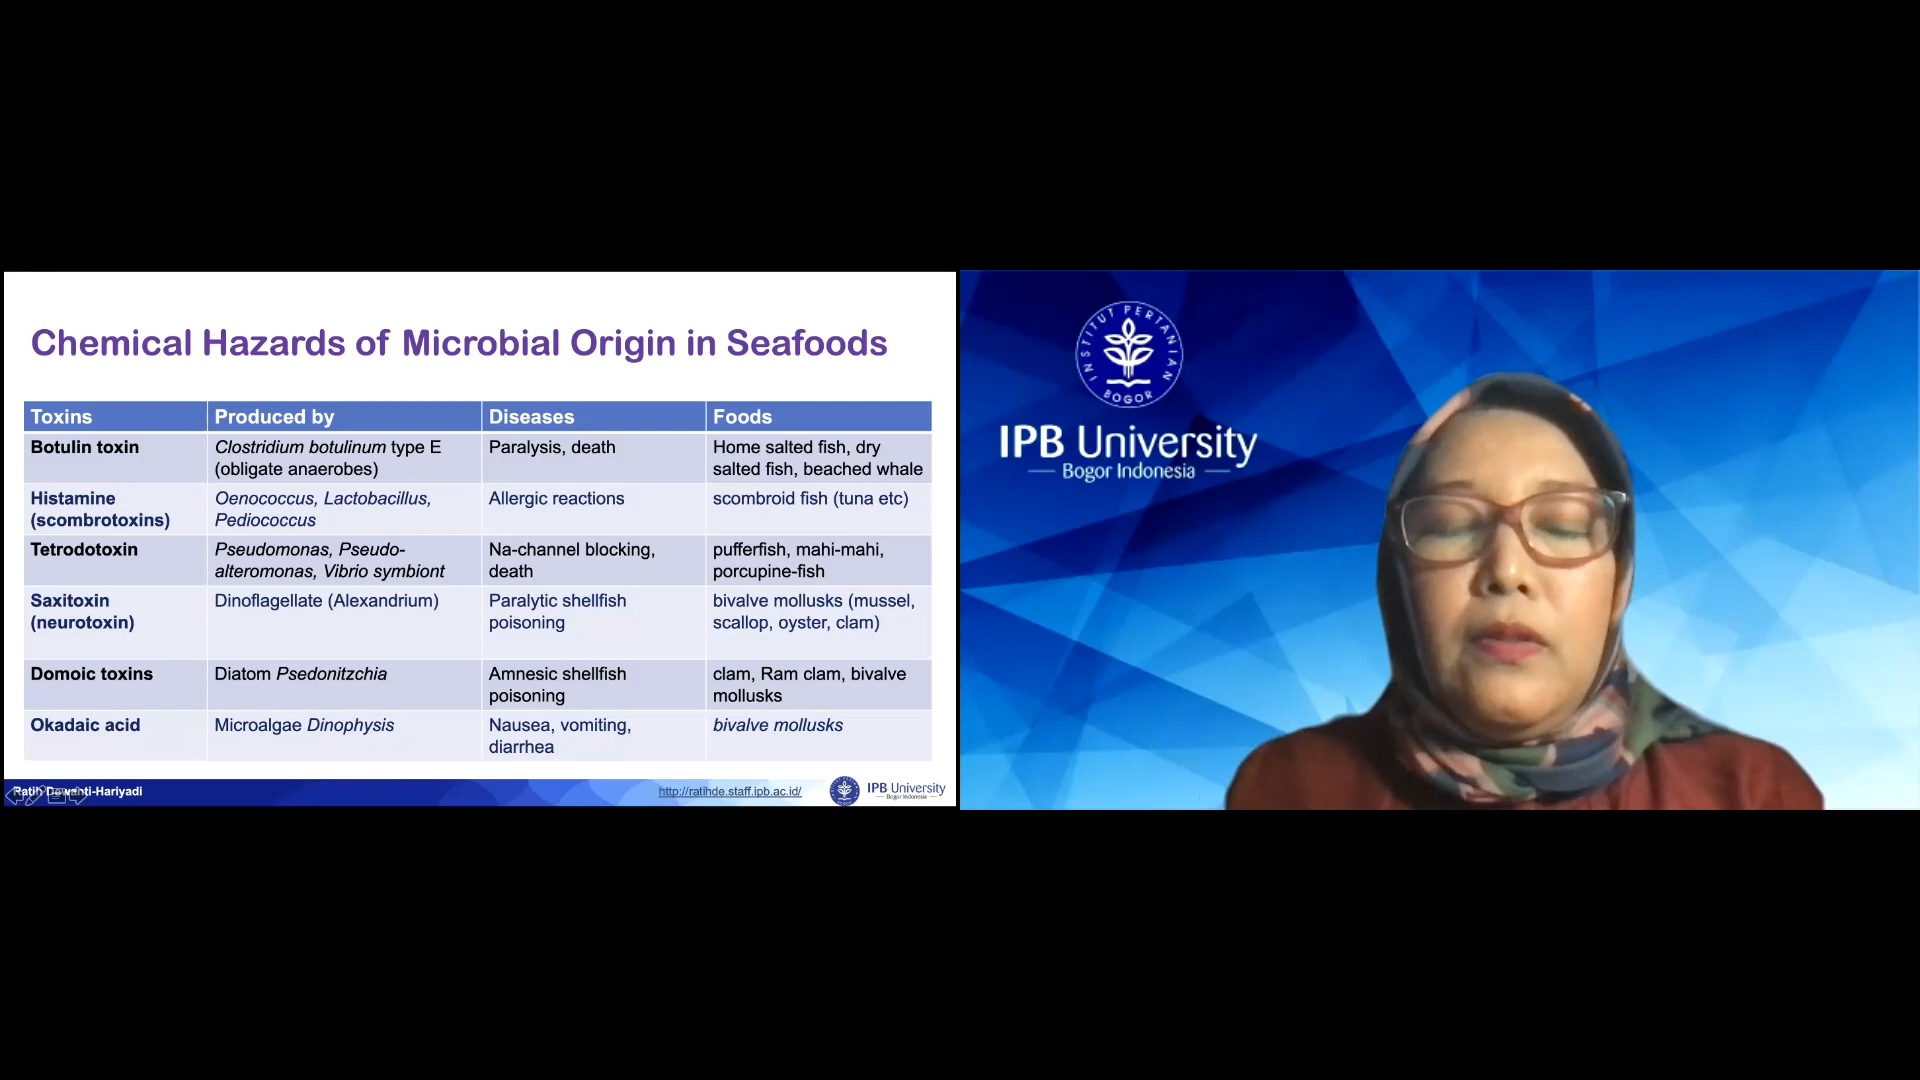 Chemical Hazards of Microbial Origin in Seafoods
Toxins Produced by Diseases Foods
Botulin toxin Clostridium botulinum type E Paralysis, death Home salted fish, dry
(obligate anaerobes) salted fish, beached whale
Histamine Oenococcus, Lactobacillus, Allergic reactions scombroid fish (tuna etc)
(scombrotoxins) Pediococcus
Tetrodotoxin Pseudomonas, Pseudo- Na-channel blocking, pufferfish, mahi-mahi,
alteromonas, Vibrio symbiont death porcupine-fish
Saxitoxin Dinoflagellate (Alexandrium) Paralytic shellfish bivalve mollusks (mussel,
(neurotoxin) poisoning scallop, oyster, clam)
Domoic toxins Diatom Psedonitzchia Amnesic shellfish clam, Ram clam, bivalve
poisoning mollusks
Okadaic acid Microalgae Dinophysis Nausea, vomiting, bivalve mollusks
diarrhea
Ratih Dewanti-Hariyadi http://ratihde.staff.ipb.ac.id/ IPB University
Bogor Indonesia
INSTITUT PERTANIAN
BOGOR
IPB University
Bogor Indonesia